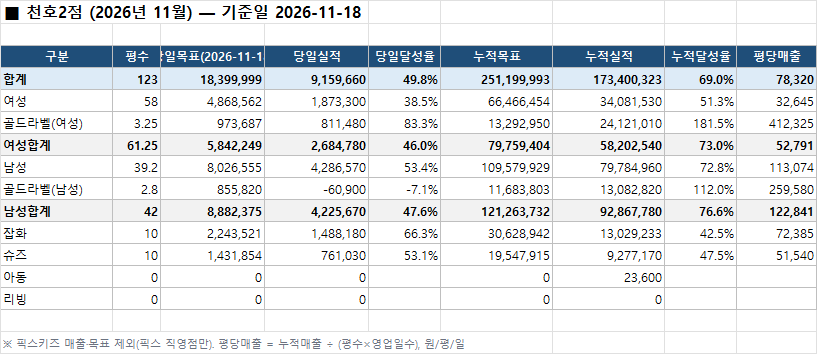 ■ 천호2점 (2026년 11월) — 기준일 2026-11-18
구분 평수 당일목표(2026-11-1 당일실적 당일달성율 누적목표 누적실적 누적달성율 평당매출
합계 123 18,399,999 9,159,660 49.8% 251,199,993 173,400,323 69.0% 78,320
여성 58 4,868,562 1,873,300 38.5% 66,466,454 34,081,530 51.3% 32,645
골드라벨(여성) 3.25 973,687 811,480 83.3% 13,292,950 24,121,010 181.5% 412,325
여성합계 61.25 5,842,249 2,684,780 46.0% 79,759,404 58,202,540 73.0% 52,791
남성 39.2 8,026,555 4,286,570 53.4% 109,579,929 79,784,960 72.8% 113,074
골드라벨(남성) 2.8 855,820 -60,900 -7.1% 11,683,803 13,082,820 112.0% 259,580
남성합계 42 8,882,375 4,225,670 47.6% 121,263,732 92,867,780 76.6% 122,841
잡화 10 2,243,521 1,488,180 66.3% 30,628,942 13,029,233 42.5% 72,385
슈즈 10 1,431,854 761,030 53.1% 19,547,915 9,277,170 47.5% 51,540
아동 0 0 0 0 23,600
리빙 0 0 0 0 0
※ 픽스키즈 매출·목표 제외(픽스 직영점만). 평당매출 = 누적매출 ÷ (평수×영업일수), 원/평/일